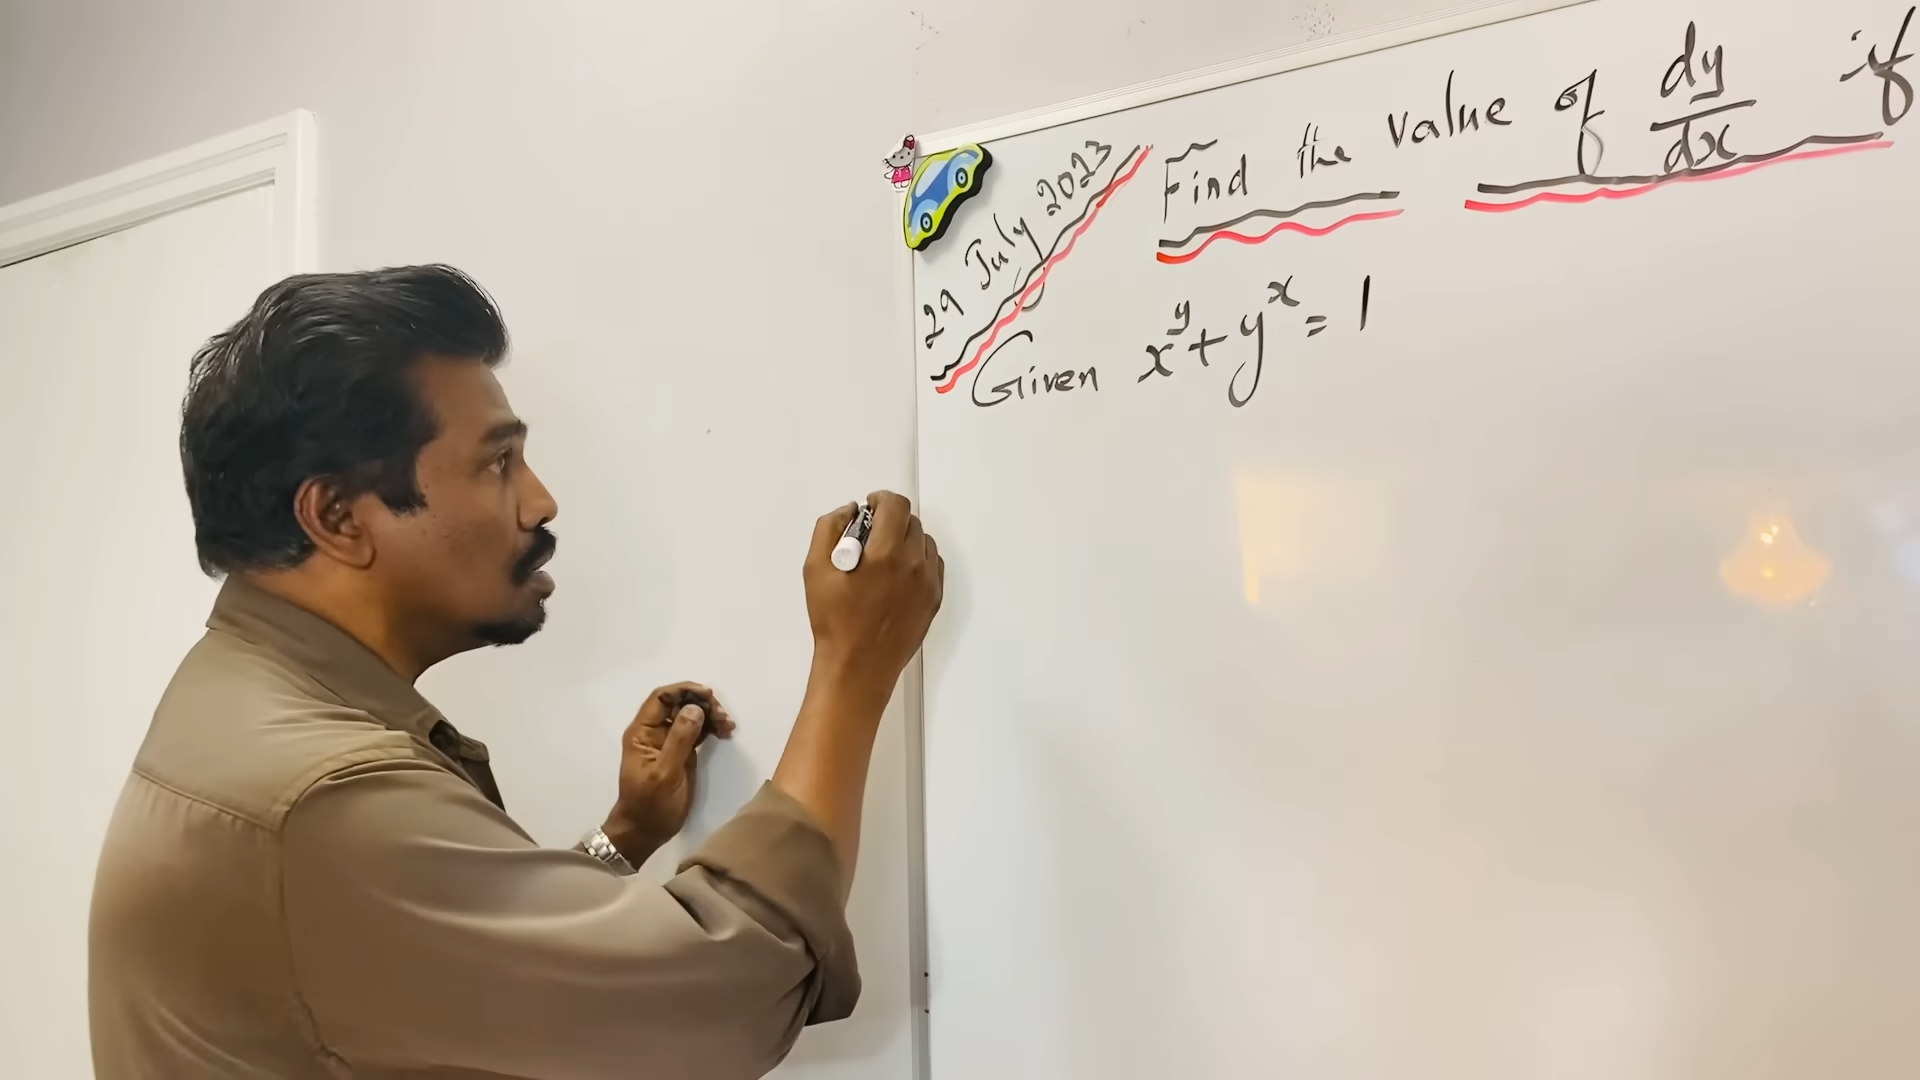 29 July 2023
Find the value of dy/dx if
Given x^y + y^x = 1